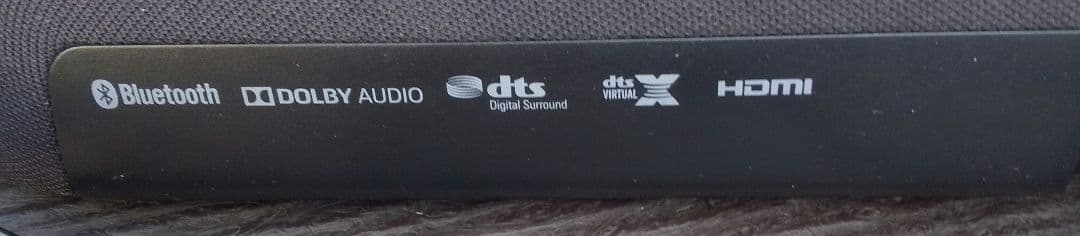 Bluetooth DOLBY AUDIO dts dts HDMI
Digital Surround VIRTUAL X